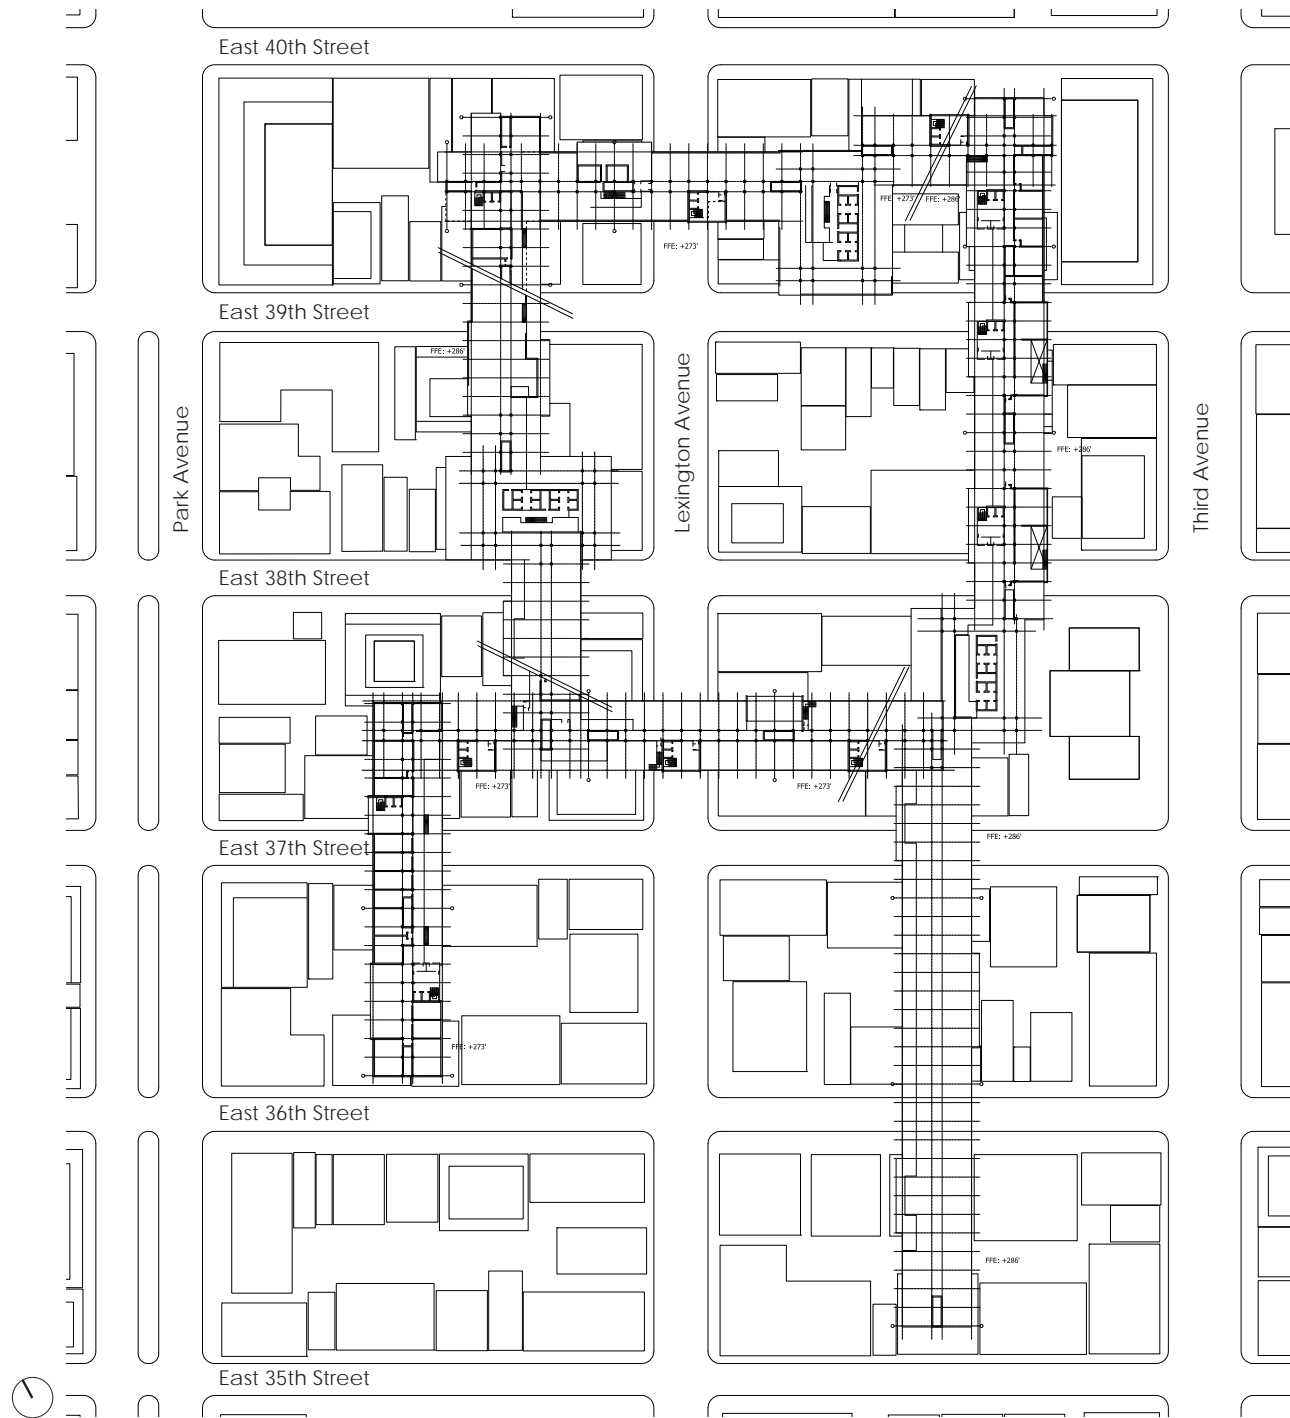 East 40th Street
FFE: +273'
FFE: +286'
FFE: +273'
East 39th Street
FFE: +286'
Park Avenue
Lexington Avenue
Third Avenue
FFE: +286'
East 38th Street
FFE: +273'
FFE: +273'
FFE: +286'
East 37th Street
FFE: +273'
East 36th Street
FFE: +286'
East 35th Street